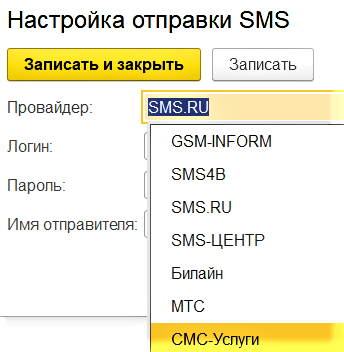 Настройка отправки SMS
Записать и закрыть Записать
Провайдер: SMS.RU
GSM-INFORM
Логин:
SMS4B
Пароль:
SMS.RU
Имя отправителя:
SMS-ЦЕНТР
Билайн
МТС
СМС-Услуги